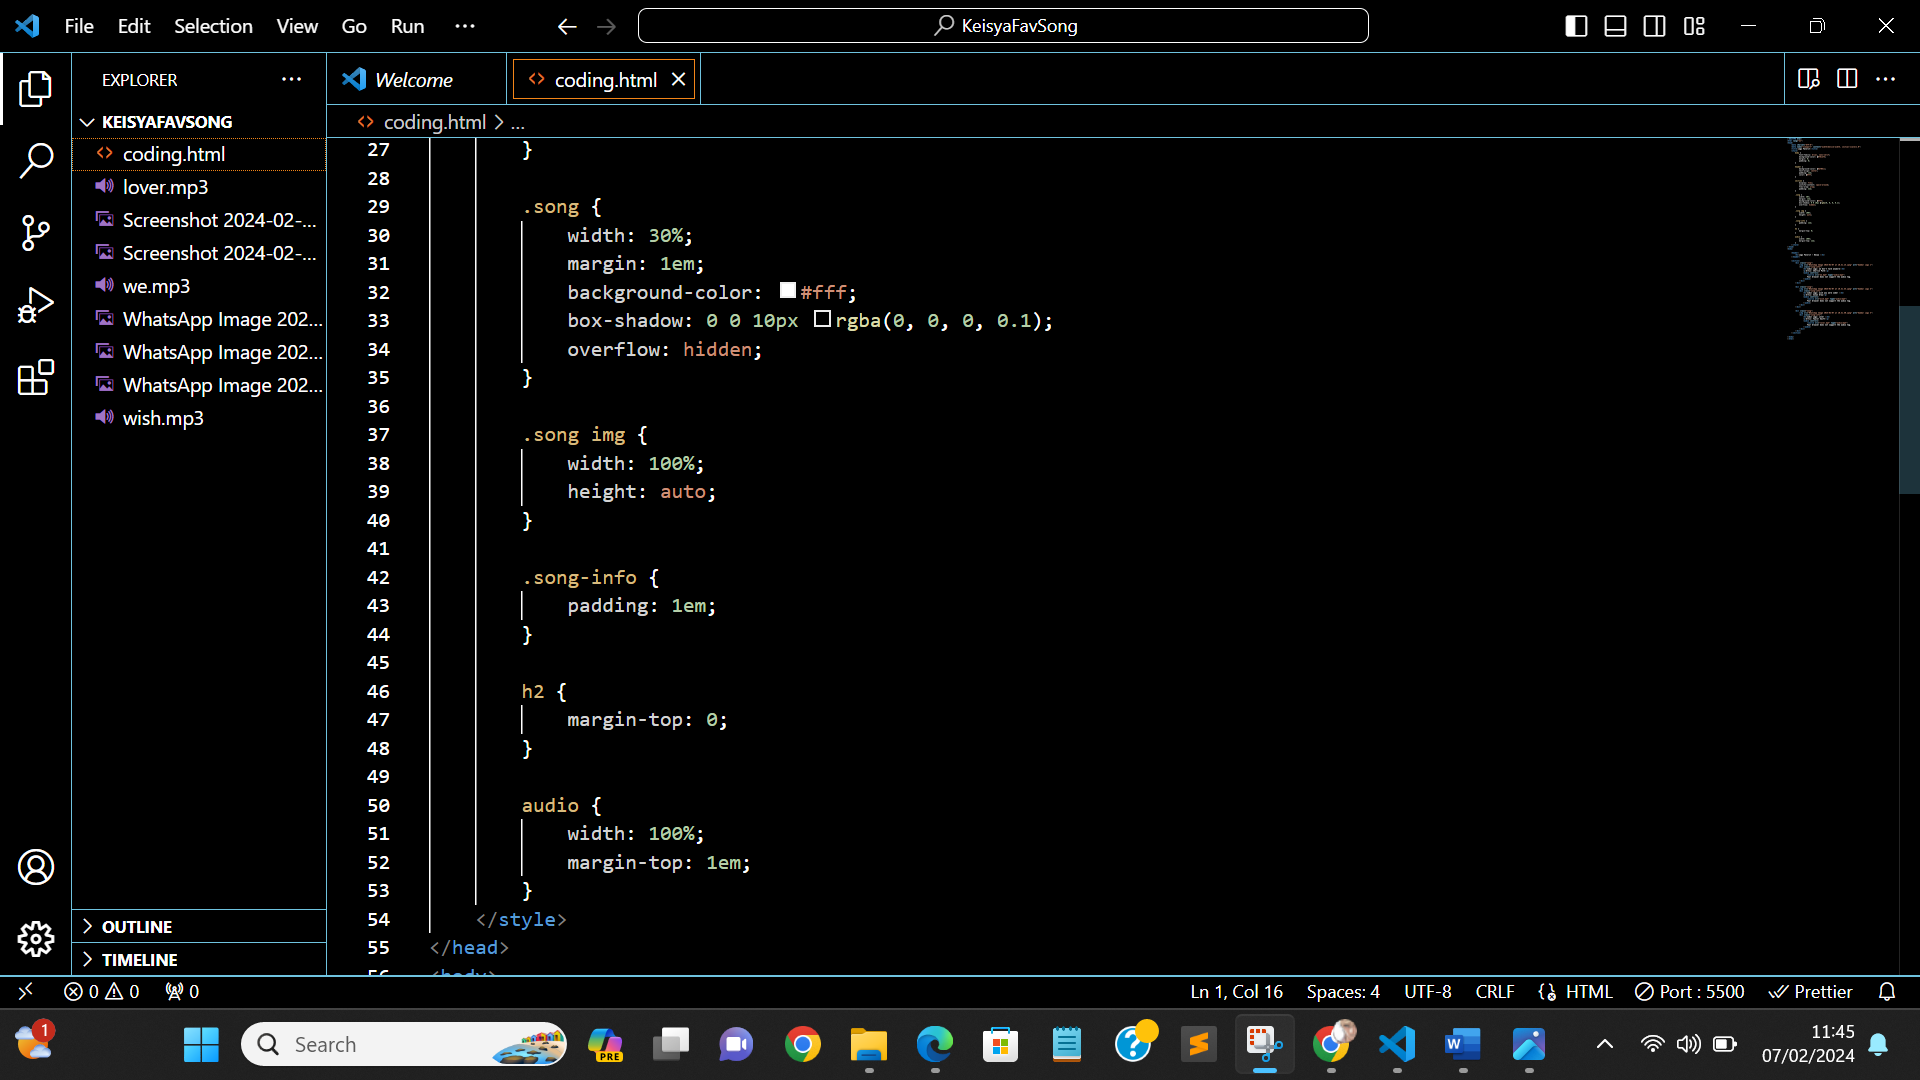 File Edit Selection View Go Run ...
KeisyaFavSong
EXPLORER
Welcome
coding.html
KEISYAFAVSONG
coding.html
lover.mp3
Screenshot 2024-02-...
Screenshot 2024-02-...
we.mp3
WhatsApp Image 202...
WhatsApp Image 202...
WhatsApp Image 202...
wish.mp3
OUTLINE
TIMELINE
coding.html > ...
27 }
28
29 .song {
30 width: 30%;
31 margin: 1em;
32 background-color: #fff;
33 box-shadow: 0 0 10px rgba(0, 0, 0, 0.1);
34 overflow: hidden;
35 }
36
37 .song img {
38 width: 100%;
39 height: auto;
40 }
41
42 .song-info {
43 padding: 1em;
44 }
45
46 h2 {
47 margin-top: 0;
48 }
49
50 audio {
51 width: 100%;
52 margin-top: 1em;
53 }
54 </style>
55 </head>
56 <body>
0 0 0
Ln 1, Col 16 Spaces: 4 UTF-8 CRLF HTML Port : 5500 Prettier
1
Search
PRE
11:45
07/02/2024